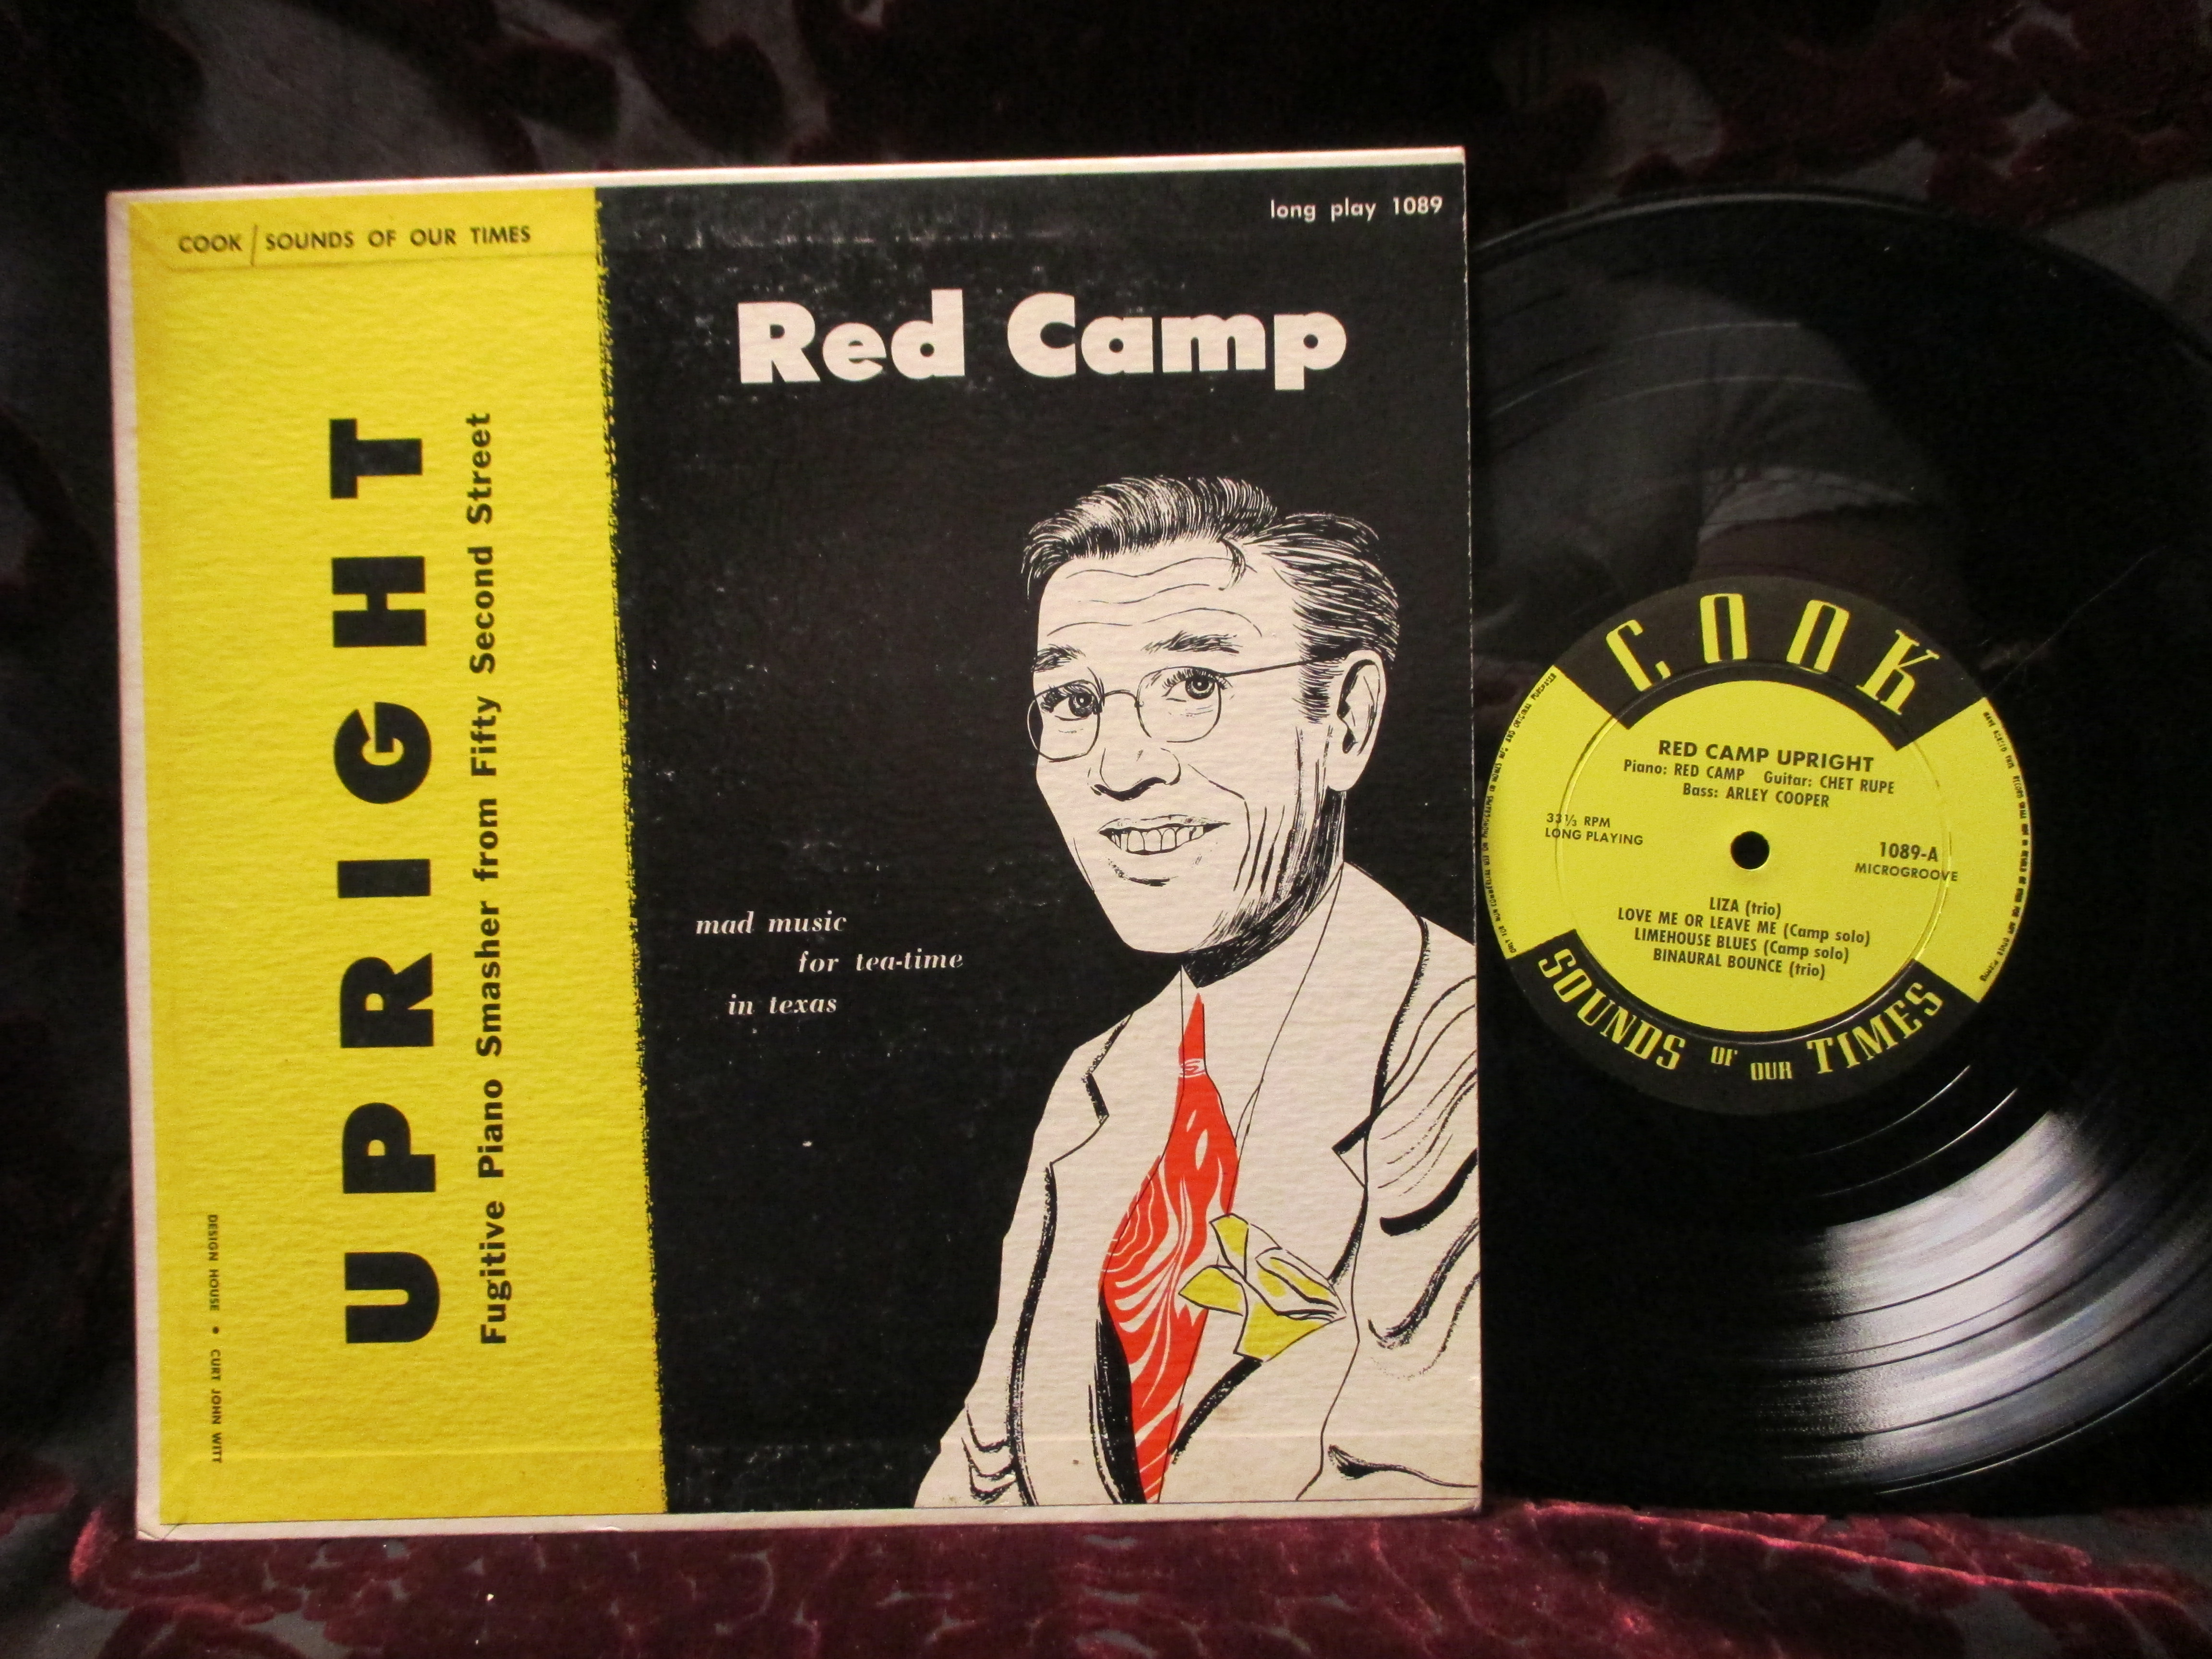 COOK / SOUNDS OF OUR TIMES
UPRIGHT
Fugitive Piano Smasher from Fifty Second Street
DESIGN HOUSE • CURT JOHN WITT
long play 1089
Red Camp
mad music
for tea-time
in texas
COOK
RED CAMP UPRIGHT
Piano: RED CAMP Guitar: CHET RUPE
Bass: ARLEY COOPER
33⅓ RPM
LONG PLAYING
1089-A
MICROGROOVE
LIZA (trio)
LOVE ME OR LEAVE ME (Camp solo)
LIMEHOUSE BLUES (Camp solo)
BINAURAL BOUNCE (trio)
SOUNDS OF OUR TIMES